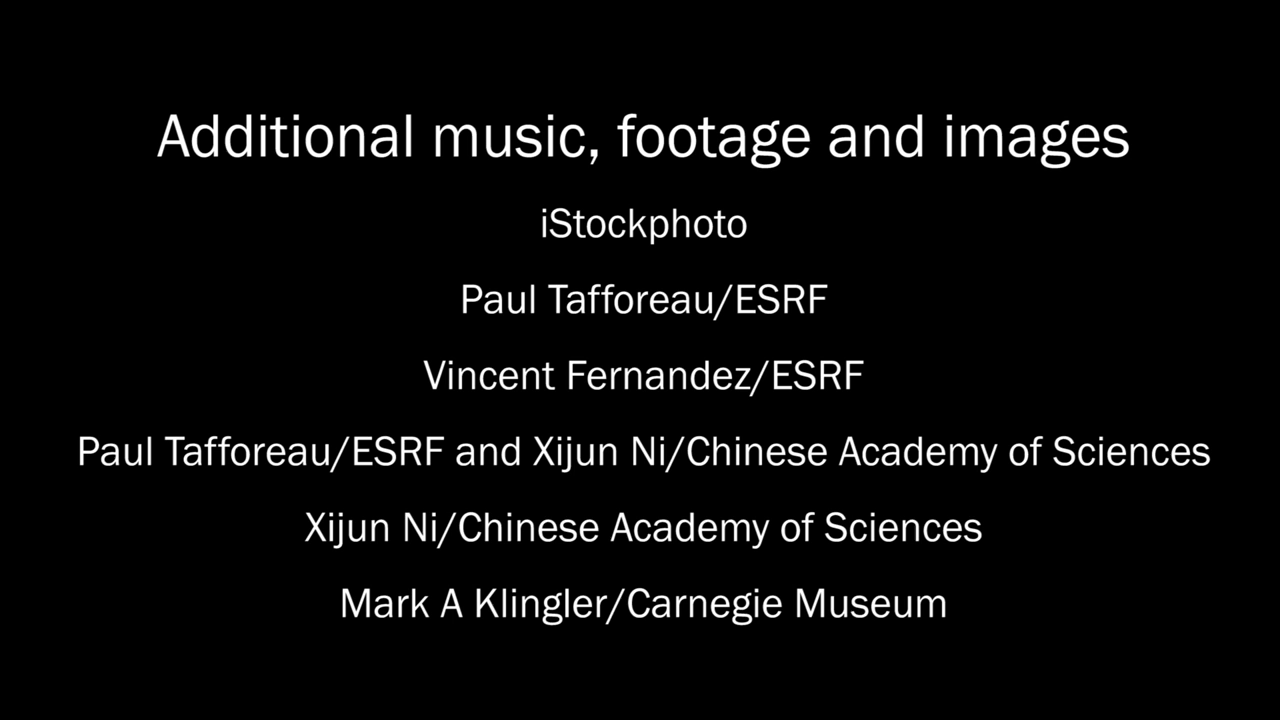 Additional music, footage and images
iStockphoto
Paul Tafforeau/ESRF
Vincent Fernandez/ESRF
Paul Tafforeau/ESRF and Xijun Ni/Chinese Academy of Sciences
Xijun Ni/Chinese Academy of Sciences
Mark A Klingler/Carnegie Museum